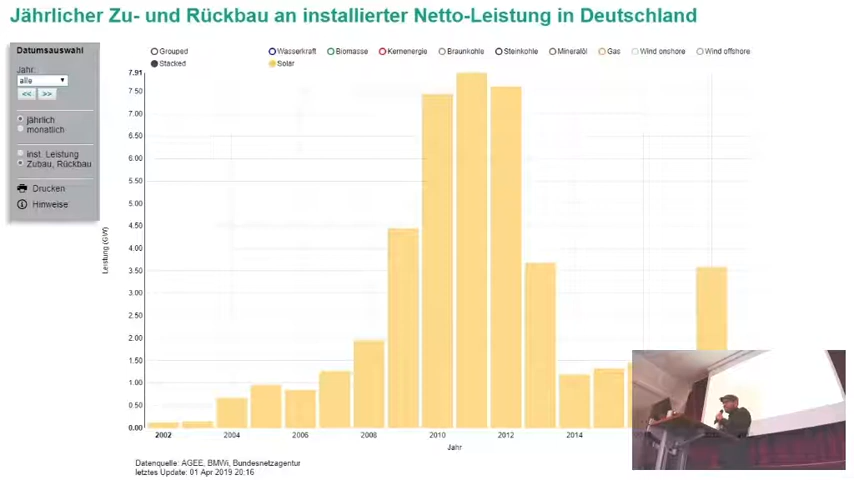 Jährlicher Zu- und Rückbau an installierter Netto-Leistung in Deutschland
Datumsauswahl
Jahr:
alle
<< >>
jährlich
monatlich
Inst. Leistung
Zubau, Rückbau
Drucken
Hinweise
Grouped
Stacked
Wasserkraft Biomasse Kernenergie Braunkohle Steinkohle Mineralöl Gas Wind onshore Wind offshore
Solar
7.91
7.50
7.00
6.50
6.00
5.50
5.00
4.50
4.00
3.50
3.00
2.50
2.00
1.50
1.00
0.50
0.00
Leistung (GW)
2002 2004 2006 2008 2010 2012 2014
Jahr
Datenquelle: AGEE, BMWi, Bundesnetzagentur
letztes Update: 01 Apr 2019 20:16